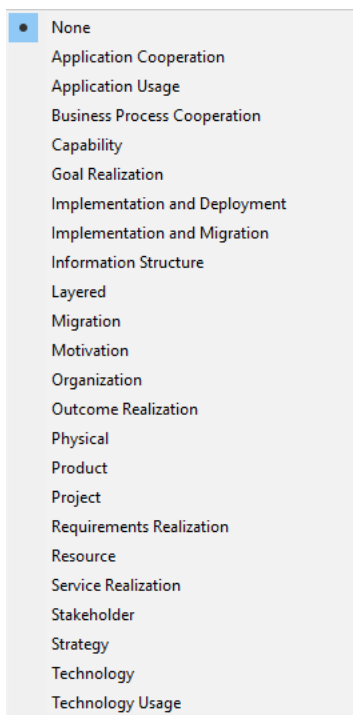 None
Application Cooperation
Application Usage
Business Process Cooperation
Capability
Goal Realization
Implementation and Deployment
Implementation and Migration
Information Structure
Layered
Migration
Motivation
Organization
Outcome Realization
Physical
Product
Project
Requirements Realization
Resource
Service Realization
Stakeholder
Strategy
Technology
Technology Usage